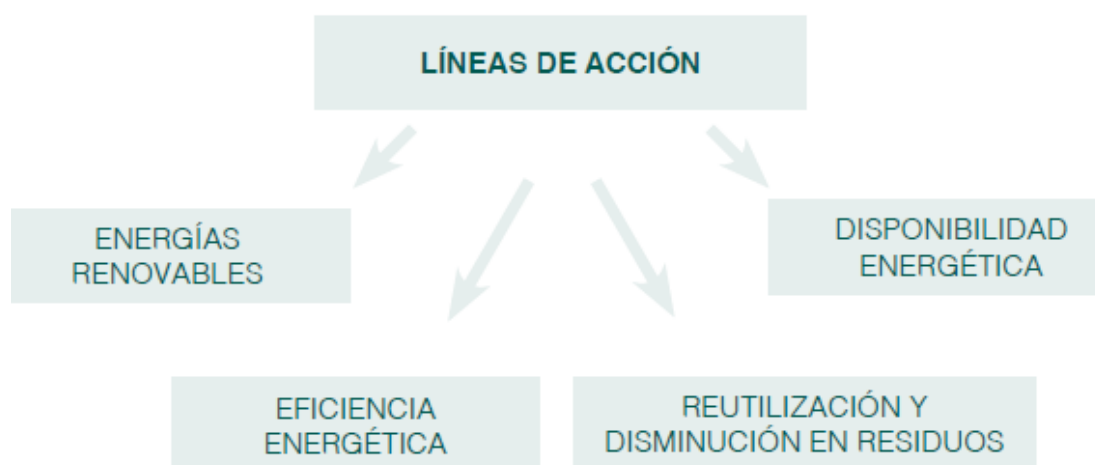 LÍNEAS DE ACCIÓN
ENERGÍAS
RENOVABLES
DISPONIBILIDAD
ENERGÉTICA
EFICIENCIA
ENERGÉTICA
REUTILIZACIÓN Y
DISMINUCIÓN EN RESIDUOS